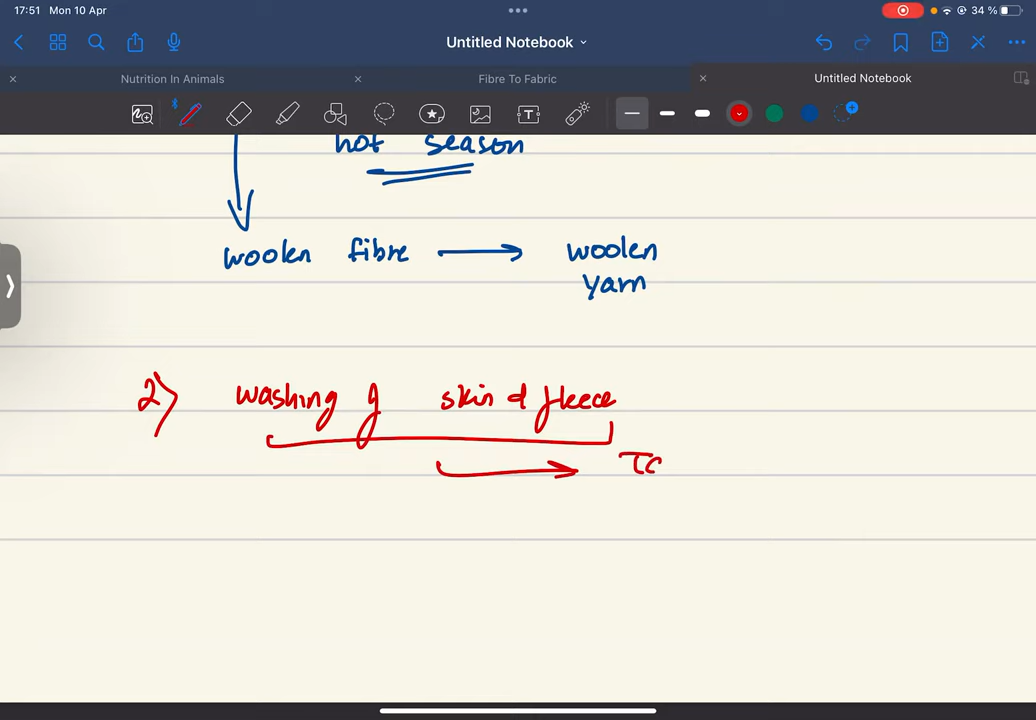 17:51 Mon 10 Apr
34 %
Untitled Notebook
Nutrition In Animals
Fibre To Fabric
Untitled Notebook
hot season
woolen fibre → woolen
yarn
2) washing of skin & fleece
→ TO